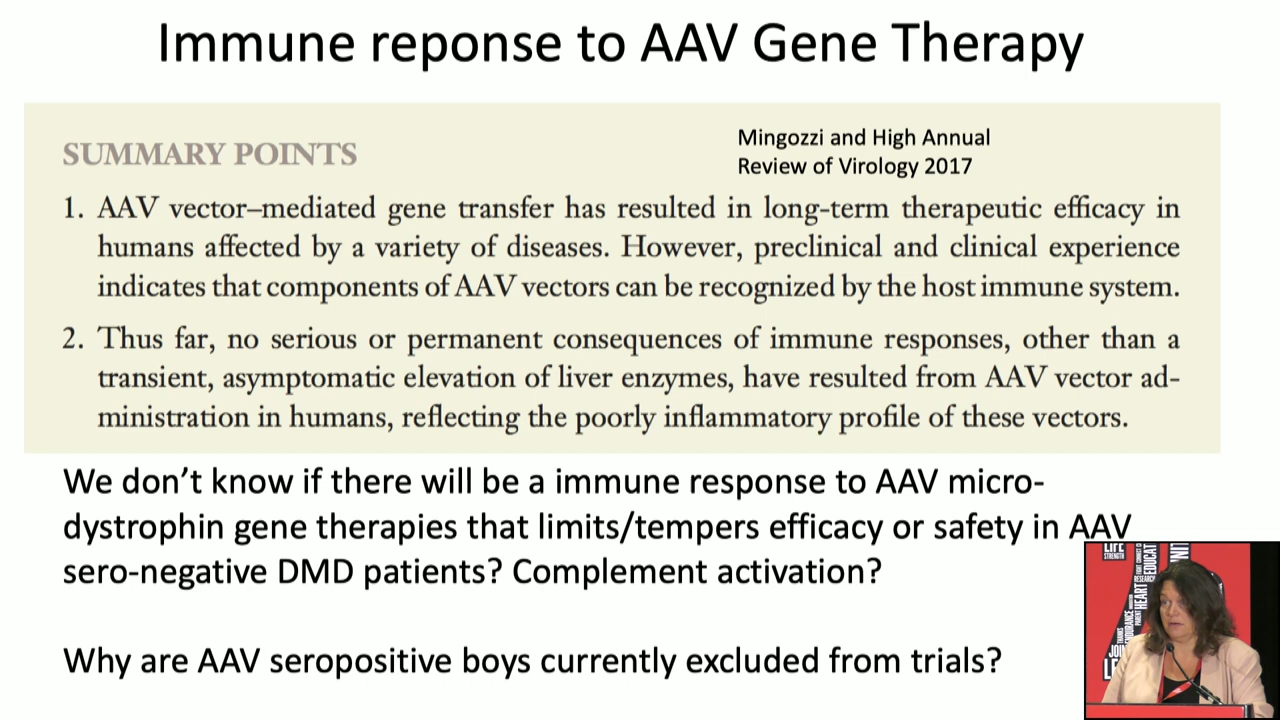 Immune reponse to AAV Gene Therapy
SUMMARY POINTS
Mingozzi and High Annual
Review of Virology 2017
1. AAV vector–mediated gene transfer has resulted in long-term therapeutic efficacy in
humans affected by a variety of diseases. However, preclinical and clinical experience
indicates that components of AAV vectors can be recognized by the host immune system.
2. Thus far, no serious or permanent consequences of immune responses, other than a
transient, asymptomatic elevation of liver enzymes, have resulted from AAV vector ad-
ministration in humans, reflecting the poorly inflammatory profile of these vectors.
We don’t know if there will be a immune response to AAV micro-
dystrophin gene therapies that limits/tempers efficacy or safety in AAV
sero-negative DMD patients? Complement activation?
Why are AAV seropositive boys currently excluded from trials?
LIFE
STRENGTH
RESEARCH
HEART
PARENT